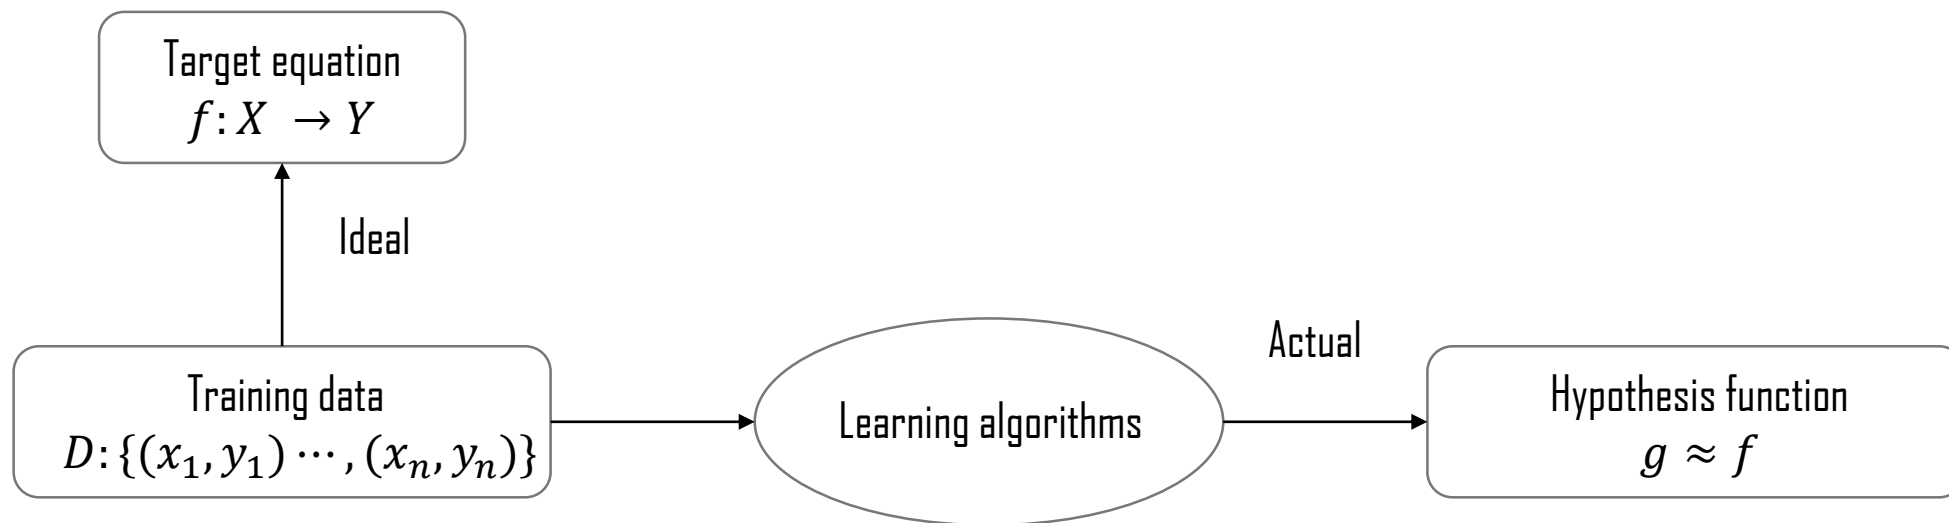 Target equation
f: X → Y
Ideal
Training data
D: {(x₁, y₁) ⋯, (xₙ, yₙ)}
Learning algorithms
Actual
Hypothesis function
g ≈ f